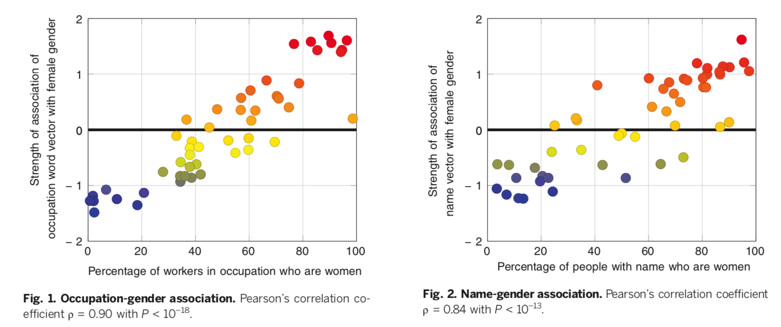 Strength of association of
occupation word vector with female gender
2
1
0
– 1
– 2
0
20
40
60
80
100
Percentage of workers in occupation who are women
Fig. 1. Occupation-gender association. Pearson's correlation co-
efficient ρ = 0.90 with P < 10⁻¹⁸.
Strength of association of
name vector with female gender
2
1
0
– 1
– 2
0
20
40
60
80
100
Percentage of people with name who are women
Fig. 2. Name-gender association. Pearson's correlation coefficient
ρ = 0.84 with P < 10⁻¹³.